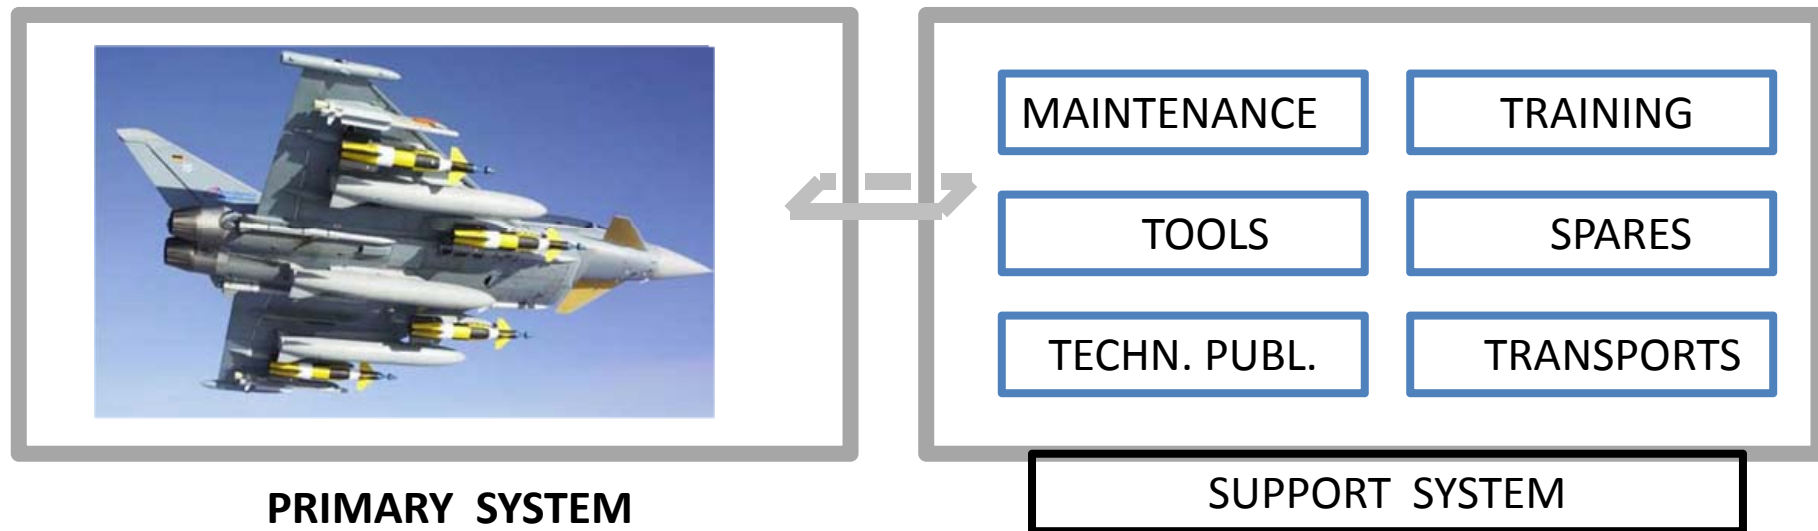 MAINTENANCE
TRAINING
TOOLS
SPARES
TECHN. PUBL.
TRANSPORTS
PRIMARY SYSTEM
SUPPORT SYSTEM